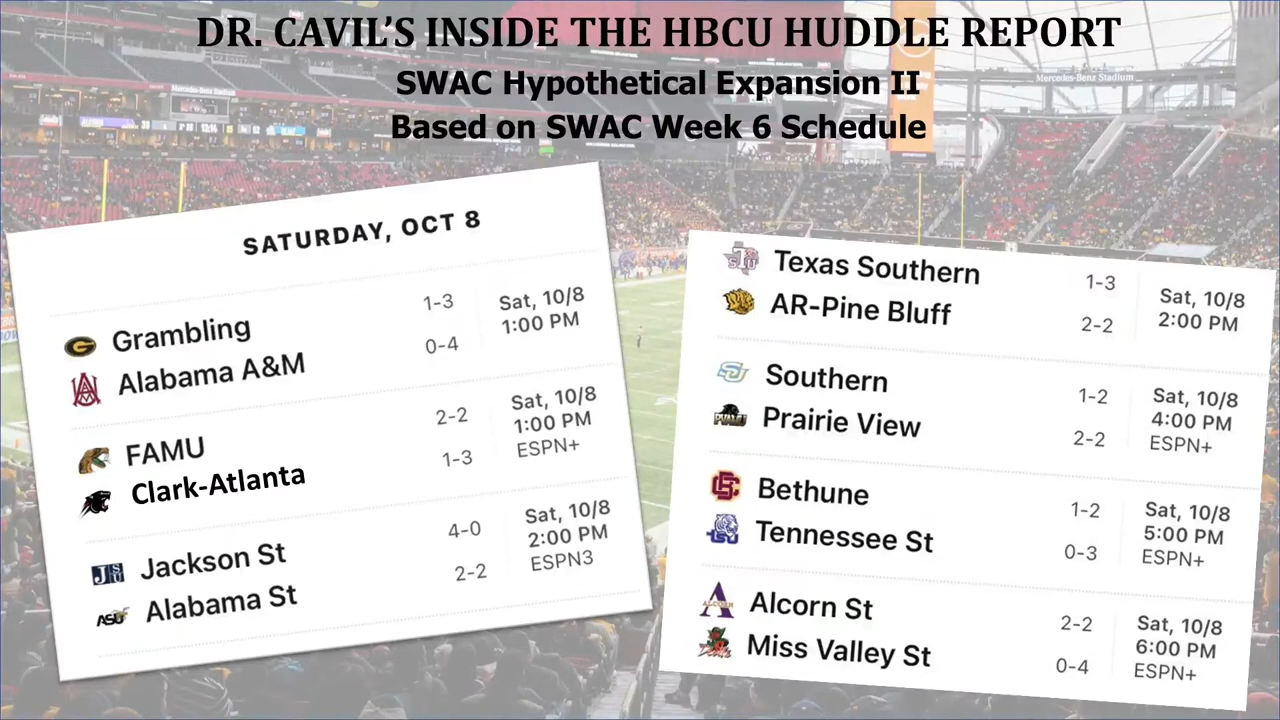 DR. CAVIL'S INSIDE THE HBCU HUDDLE REPORT
SWAC Hypothetical Expansion II
Based on SWAC Week 6 Schedule
Mercedes-Benz Stadium
Mercedes-Benz Stadium
SATURDAY, OCT 8
Grambling 1-3 Sat, 10/8
Alabama A&M 0-4 1:00 PM
FAMU 2-2 Sat, 10/8
1:00 PM
Clark-Atlanta 1-3 ESPN+
Jackson St 4-0 Sat, 10/8
2:00 PM
Alabama St 2-2 ESPN3
Texas Southern 1-3 Sat, 10/8
AR-Pine Bluff 2-2 2:00 PM
Southern 1-2 Sat, 10/8
4:00 PM
Prairie View 2-2 ESPN+
Bethune 1-2 Sat, 10/8
5:00 PM
Tennessee St 0-3 ESPN+
Alcorn St 2-2 Sat, 10/8
6:00 PM
Miss Valley St 0-4 ESPN+